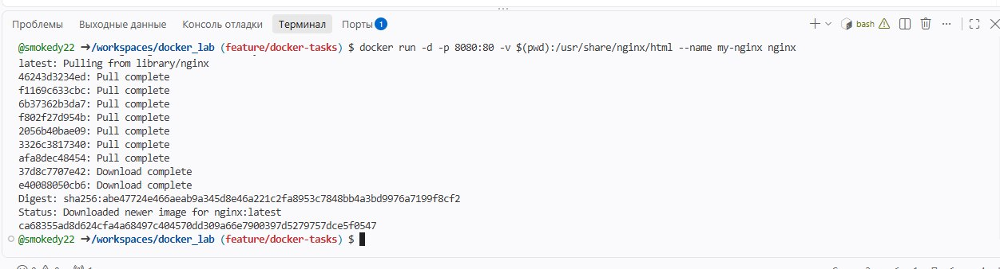 Проблемы Выходные данные Консоль отладки Терминал Порты 1 bash
@smokedy22 ➜/workspaces/docker_lab (feature/docker-tasks) $ docker run -d -p 8080:80 -v $(pwd):/usr/share/nginx/html --name my-nginx nginx
latest: Pulling from library/nginx
46243d3234ed: Pull complete
f1169c633cbc: Pull complete
6b37362b3da7: Pull complete
f802f27d954b: Pull complete
2056b40bae09: Pull complete
3326c3817340: Pull complete
afa8dec48454: Pull complete
37d8c7707e42: Download complete
e40088050cb6: Download complete
Digest: sha256:abe47724e466aeab9a345d8e46a221c2fa8953c7848bb4a3bd9976a7199f8cf2
Status: Downloaded newer image for nginx:latest
ca68355ad8d624cfa4a68497c404570dd309a66e7900397d5279757dce5f0547
@smokedy22 ➜/workspaces/docker_lab (feature/docker-tasks) $